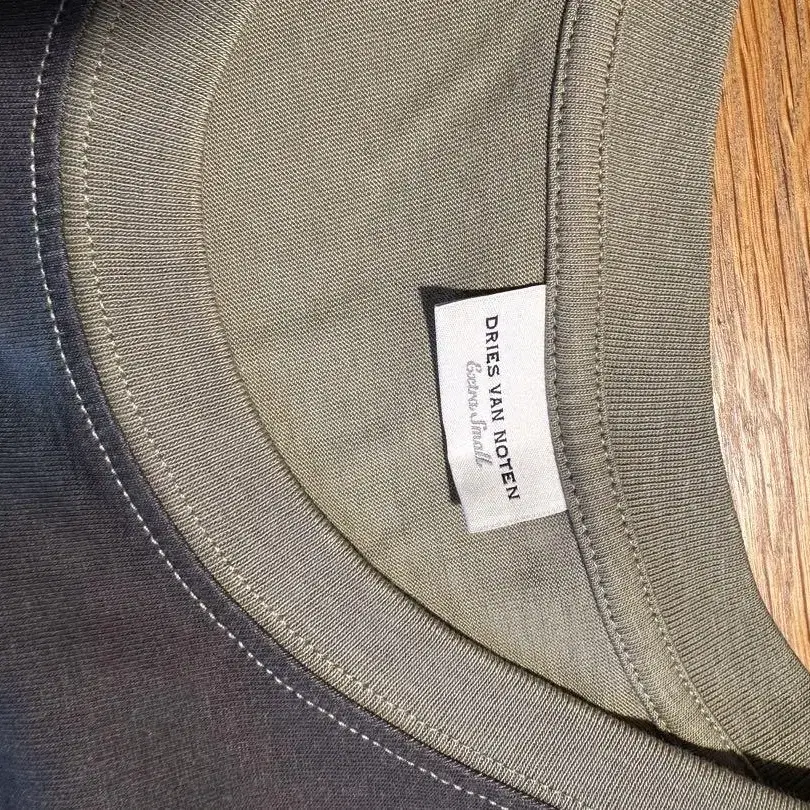 DRIES VAN NOTEN
Extra Small